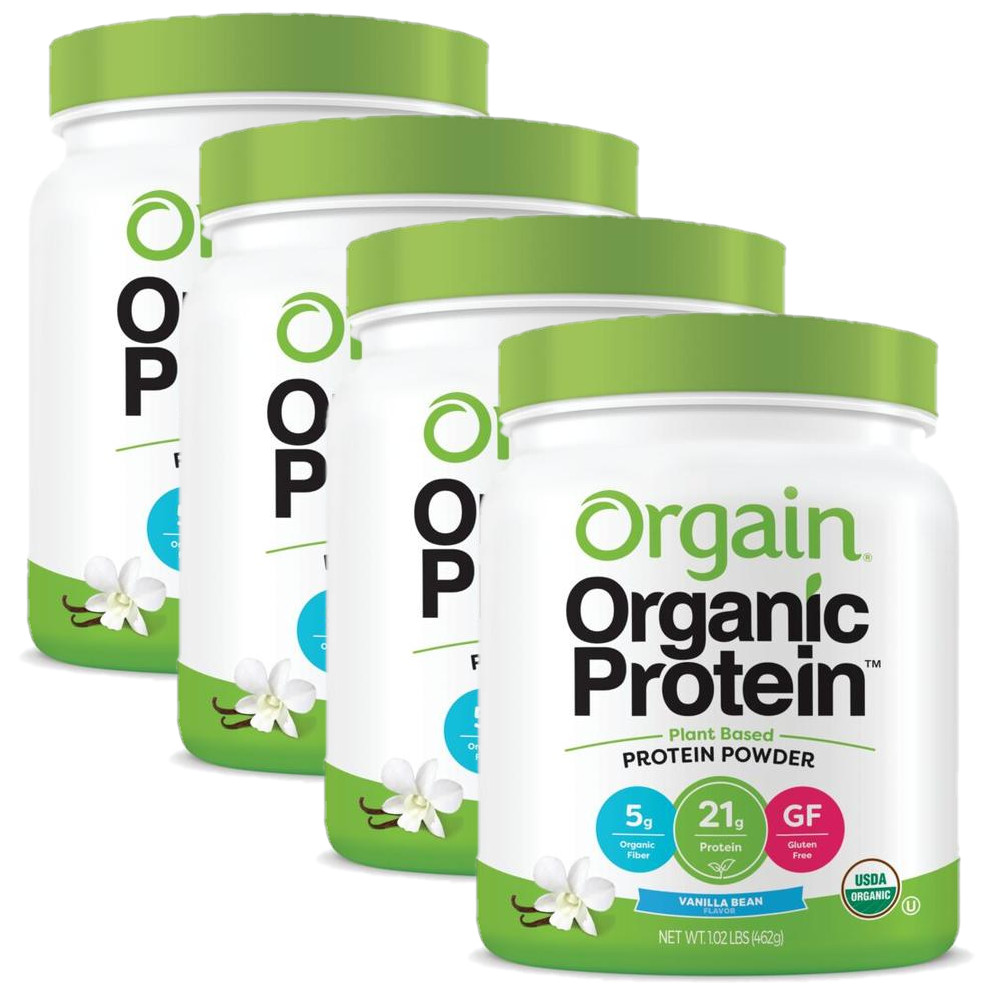 Orgain®
Organic
Protein™
Plant Based
PROTEIN POWDER
5g
Organic
Fiber
21g
Protein
GF
Gluten
Free
VANILLA BEAN
FLAVOR
USDA
ORGANIC
U
NET WT. 1.02 LBS (462g)